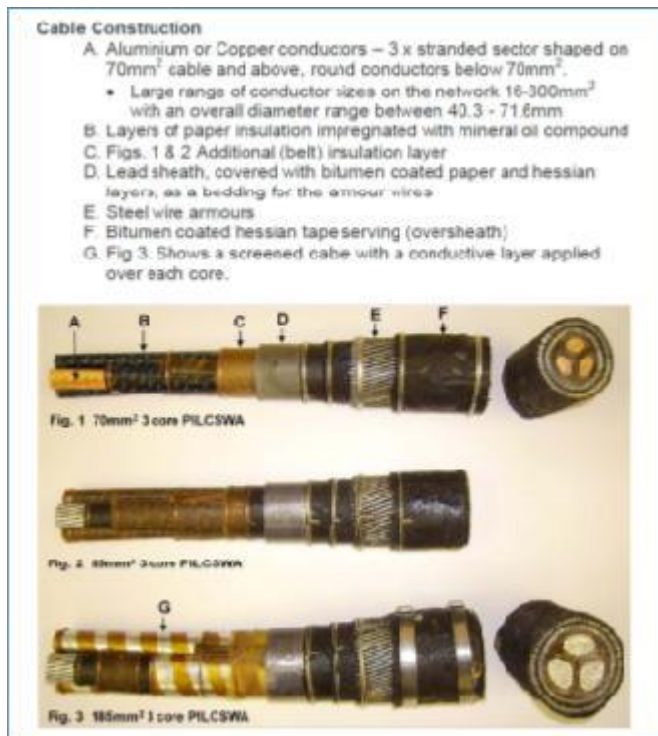 Cable Construction
A. Aluminium or Copper conductors – 3 x stranded sector shaped on
70mm² cable and above, round conductors below 70mm².
• Large range of conductor sizes on the network 16-300mm²
with an overall diameter range between 40.3 - 71.6mm
B. Layers of paper insulation impregnated with mineral oil compound
C. Figs. 1 & 2 Additional (belt) insulation layer
D. Lead sheath, covered with bitumen coated paper and hessian
layers, as a bedding for the armour wires
E. Steel wire armours
F. Bitumen coated hessian tape serving (oversheath)
G. Fig 3. Shows a screened cabe with a conductive layer applied
over each core.
A B C D E F
Fig. 1 70mm² 3 core PILCSWA
Fig. 2 3 core PILCSWA
G
Fig. 3 185mm² 3 core PILCSWA